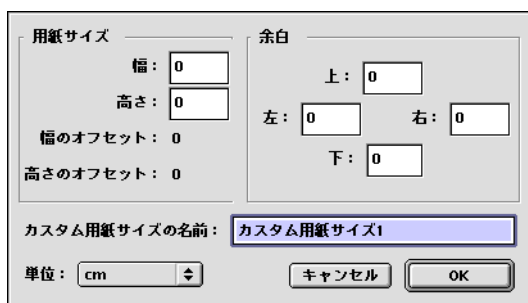 用紙サイズ
幅： 0
高さ： 0
幅のオフセット： 0
高さのオフセット： 0
余白
上： 0
左： 0 右： 0
下： 0
カスタム用紙サイズの名前： カスタム用紙サイズ1
単位： cm キャンセル OK